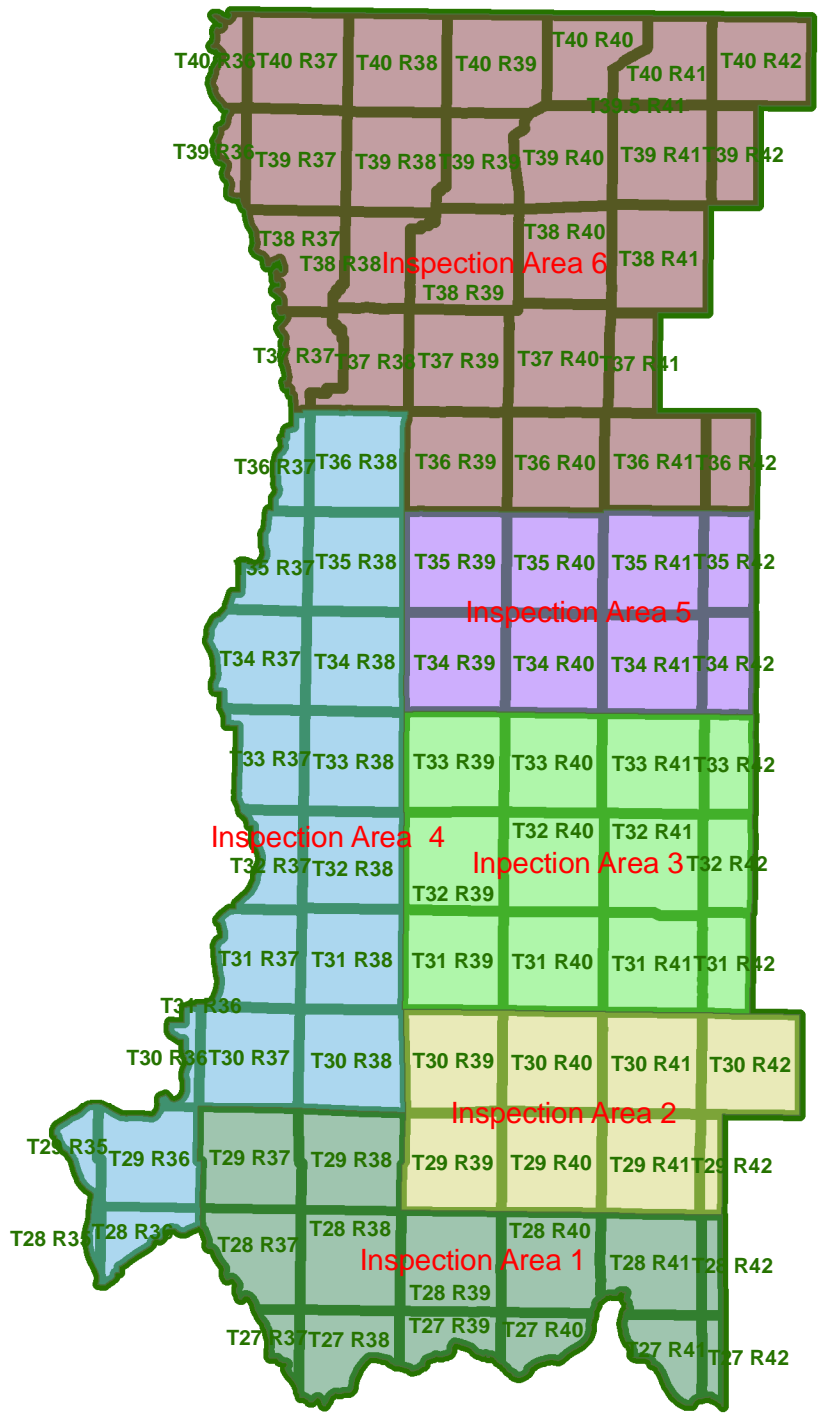 T40 R36 T40 R37 T40 R38 T40 R39 T40 R40 T40 R41 T40 R42
T39.5 R41
T39 R36 T39 R37 T39 R38 T39 R39 T39 R40 T39 R41 T39 R42
T38 R37 T38 R38 T38 R39 T38 R40 T38 R41
Inspection Area 6
T37 R37 T37 R38 T37 R39 T37 R40 T37 R41
T36 R37 T36 R38 T36 R39 T36 R40 T36 R41 T36 R42
T35 R37 T35 R38 T35 R39 T35 R40 T35 R41 T35 R42
Inspection Area 5
T34 R37 T34 R38 T34 R39 T34 R40 T34 R41 T34 R42
T33 R37 T33 R38 T33 R39 T33 R40 T33 R41 T33 R42
Inspection Area 4
T32 R37 T32 R38 T32 R39 T32 R40 T32 R41 T32 R42
Inpection Area 3
T31 R36 T31 R37 T31 R38 T31 R39 T31 R40 T31 R41 T31 R42
T30 R36 T30 R37 T30 R38 T30 R39 T30 R40 T30 R41 T30 R42
Inspection Area 2
T29 R35 T29 R36 T29 R37 T29 R38 T29 R39 T29 R40 T29 R41 T29 R42
T28 R35 T28 R36 T28 R37 T28 R38 T28 R39 T28 R40 T28 R41 T28 R42
Inspection Area 1
T27 R37 T27 R38 T27 R39 T27 R40 T27 R41 T27 R42